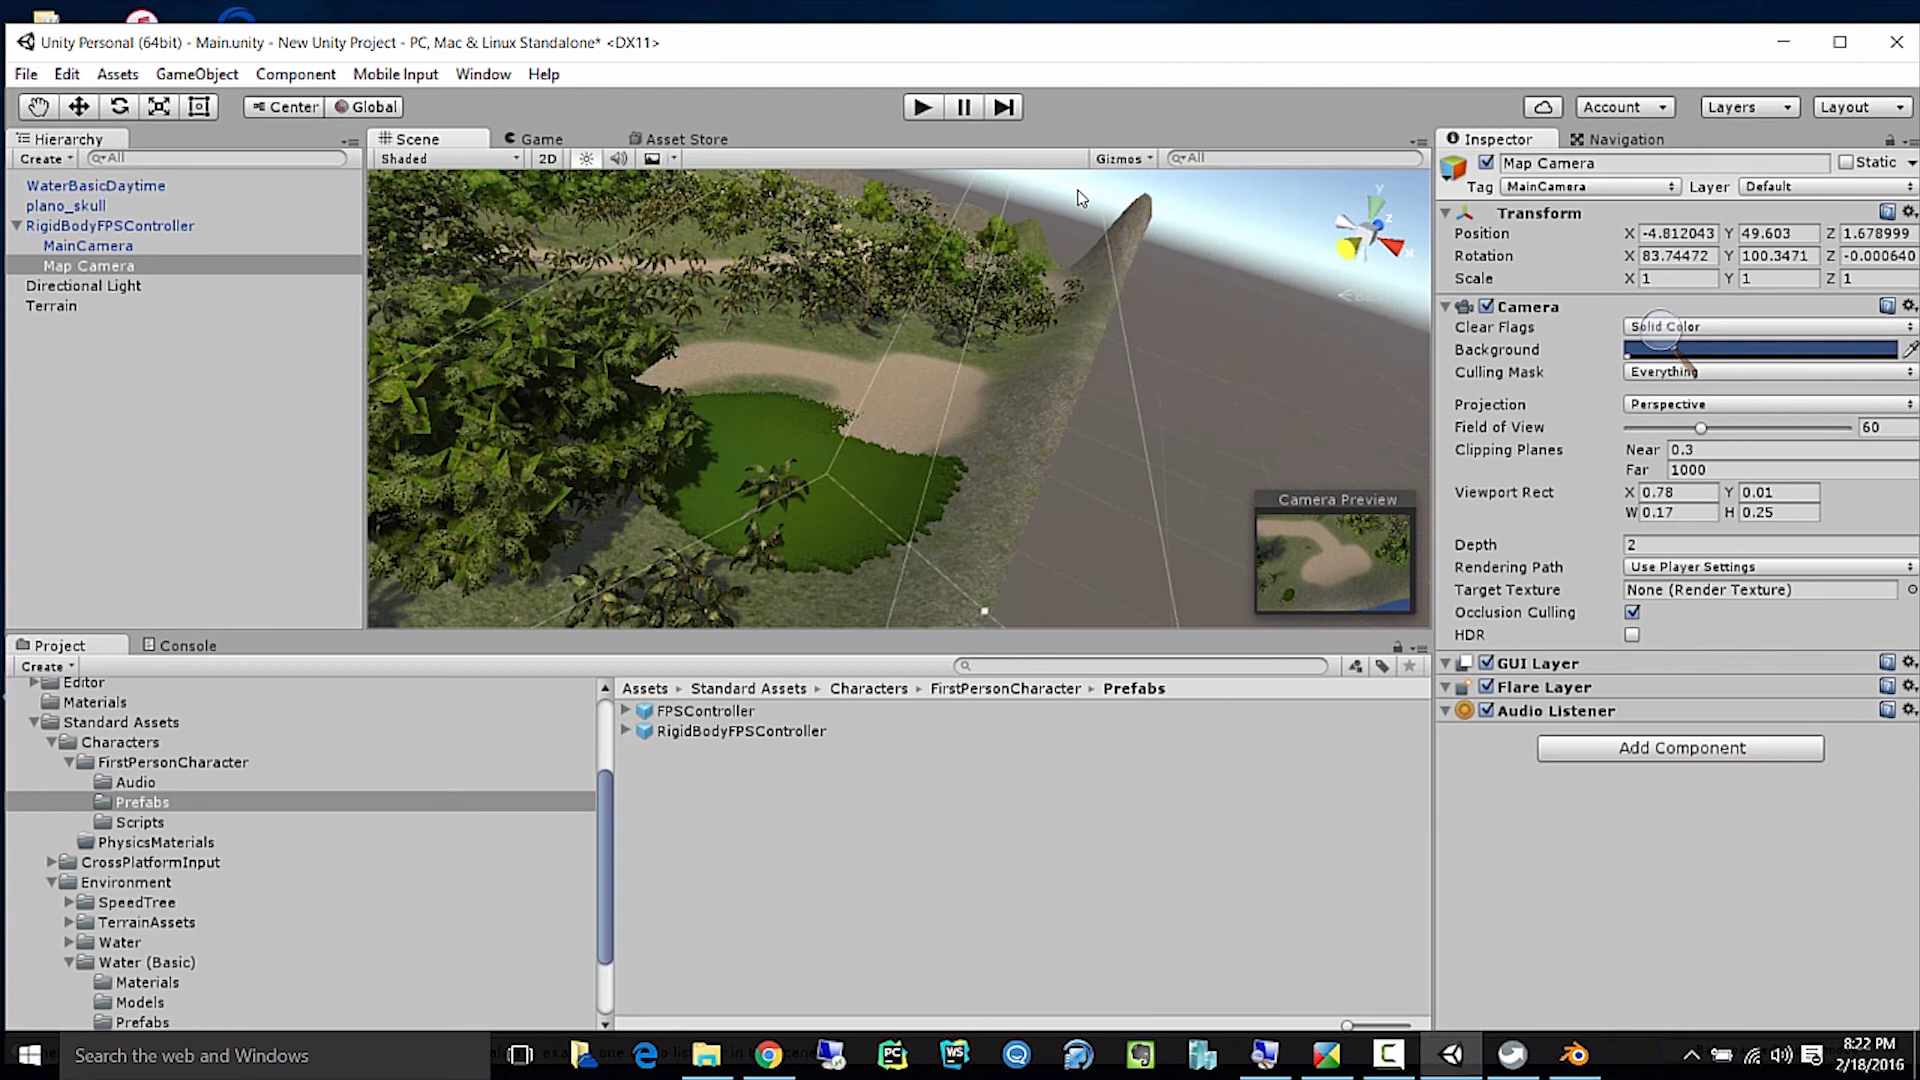 Unity Personal (64bit) - Main.unity - New Unity Project - PC, Mac & Linux Standalone* <DX11>
File Edit Assets GameObject Component Mobile Input Window Help
Center Global
Account Layers Layout
Hierarchy
Create All
WaterBasicDaytime
plano_skull
RigidBodyFPSController
MainCamera
Map Camera
Directional Light
Terrain
Scene Game Asset Store
Shaded 2D Gizmos All
y
z
x
Camera Preview
Inspector Navigation
Map Camera Static
Tag MainCamera Layer Default
Transform
Position X -4.812043 Y 49.603 Z 1.678999
Rotation X 83.74472 Y 100.3471 Z -0.000640
Scale X 1 Y 1 Z 1
Camera
Clear Flags Solid Color
Background
Culling Mask Everything
Projection Perspective
Field of View 60
Clipping Planes Near 0.3
Far 1000
Viewport Rect X 0.78 Y 0.01
W 0.17 H 0.25
Depth 2
Rendering Path Use Player Settings
Target Texture None (Render Texture)
Occlusion Culling
HDR
GUI Layer
Flare Layer
Audio Listener
Add Component
Project Console
Create
Editor
Materials
Standard Assets
Characters
FirstPersonCharacter
Audio
Prefabs
Scripts
PhysicsMaterials
CrossPlatformInput
Environment
SpeedTree
TerrainAssets
Water
Water (Basic)
Materials
Models
Prefabs
Assets Standard Assets Characters FirstPersonCharacter Prefabs
FPSController
RigidBodyFPSController
Search the web and Windows
PC
WS
8:22 PM
2/18/2016